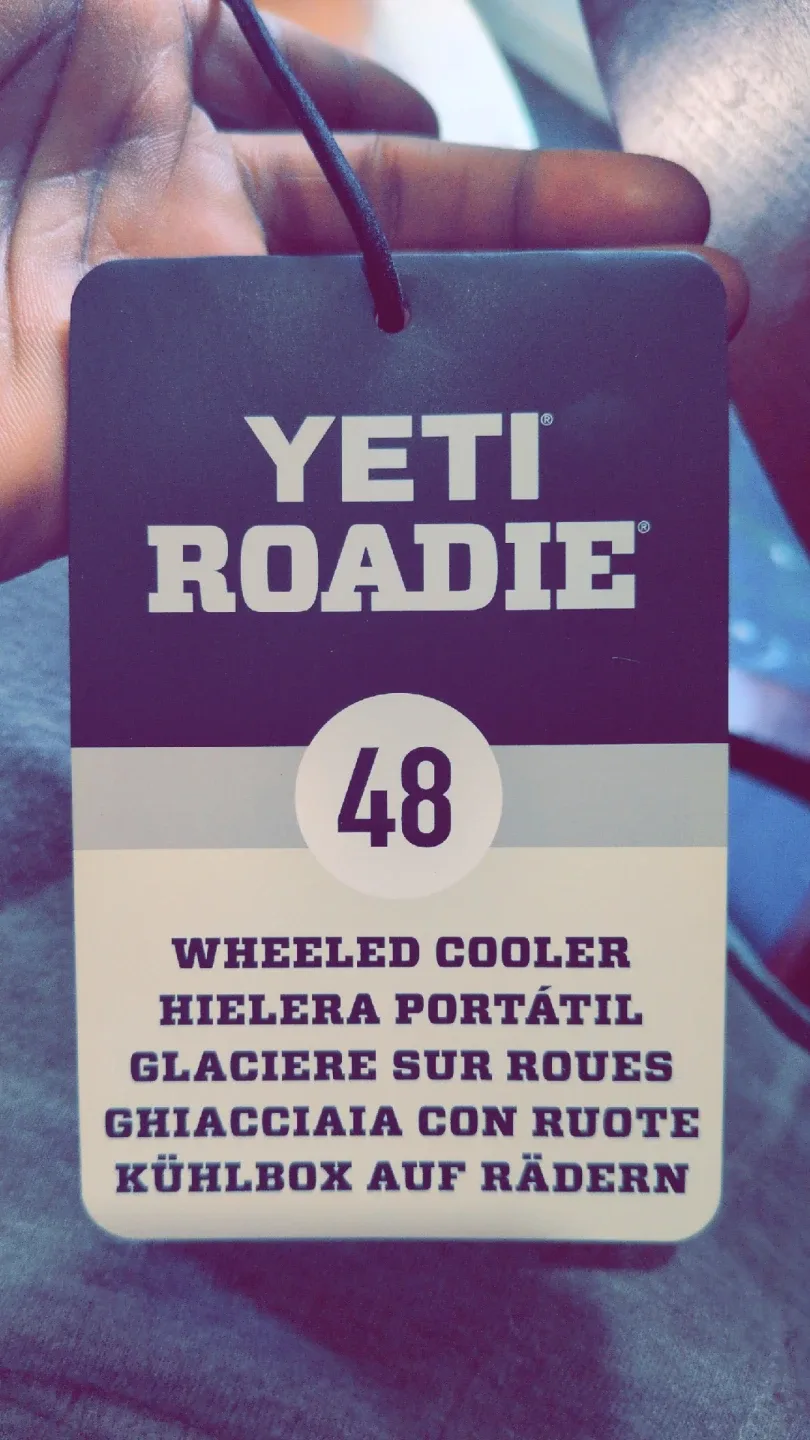 YETI®
ROADIE®
48
WHEELED COOLER
HIELERA PORTÁTIL
GLACIERE SUR ROUES
GHIACCIAIA CON RUOTE
KÜHLBOX AUF RÄDERN